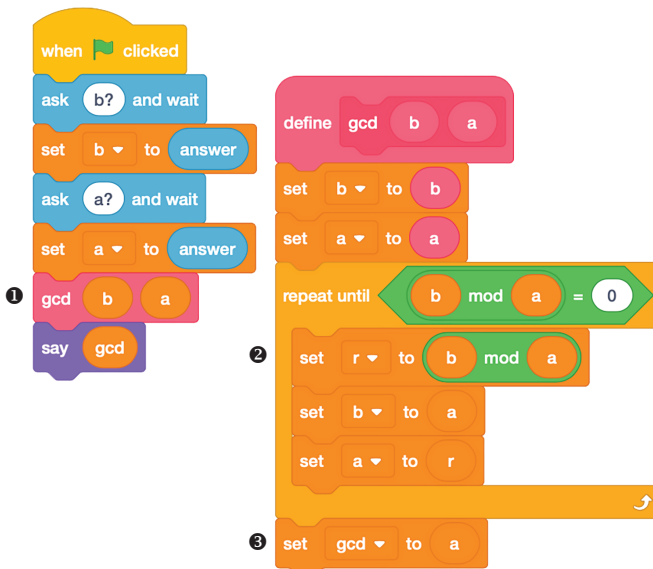 when clicked
ask b? and wait
set b to answer
ask a? and wait
set a to answer
❶ gcd b a
say gcd
define gcd b a
set b to b
set a to a
repeat until b mod a = 0
❷ set r to b mod a
set b to a
set a to r
❸ set gcd to a